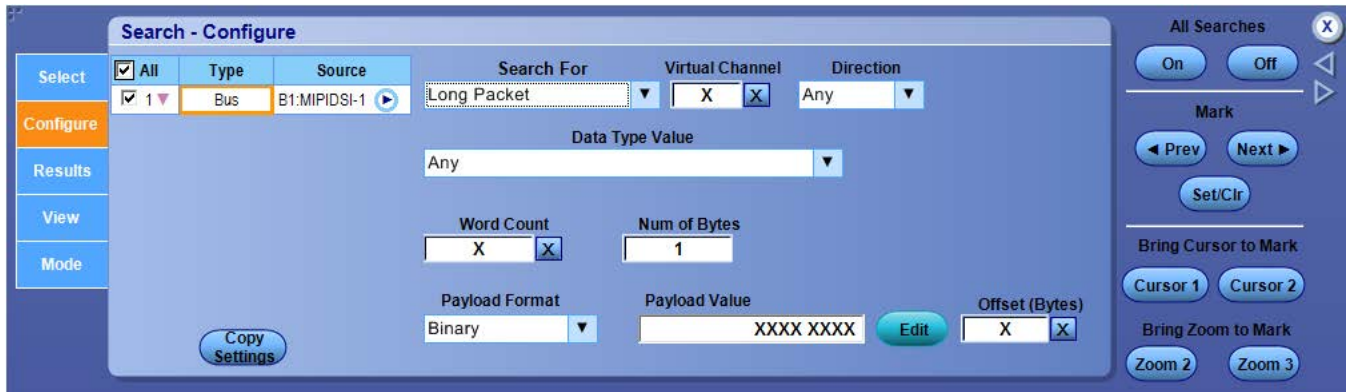 Search - Configure
All Searches
X
On Off
Select
Configure
Results
View
Mode
All Type Source
1 Bus B1:MIPIDSI-1
Search For Virtual Channel Direction
Long Packet X X Any
Data Type Value
Any
Word Count Num of Bytes
X X 1
Payload Format Payload Value Offset (Bytes)
Binary XXXX XXXX Edit X X
Copy
Settings
Mark
Prev Next
Set/Clr
Bring Cursor to Mark
Cursor 1 Cursor 2
Bring Zoom to Mark
Zoom 2 Zoom 3